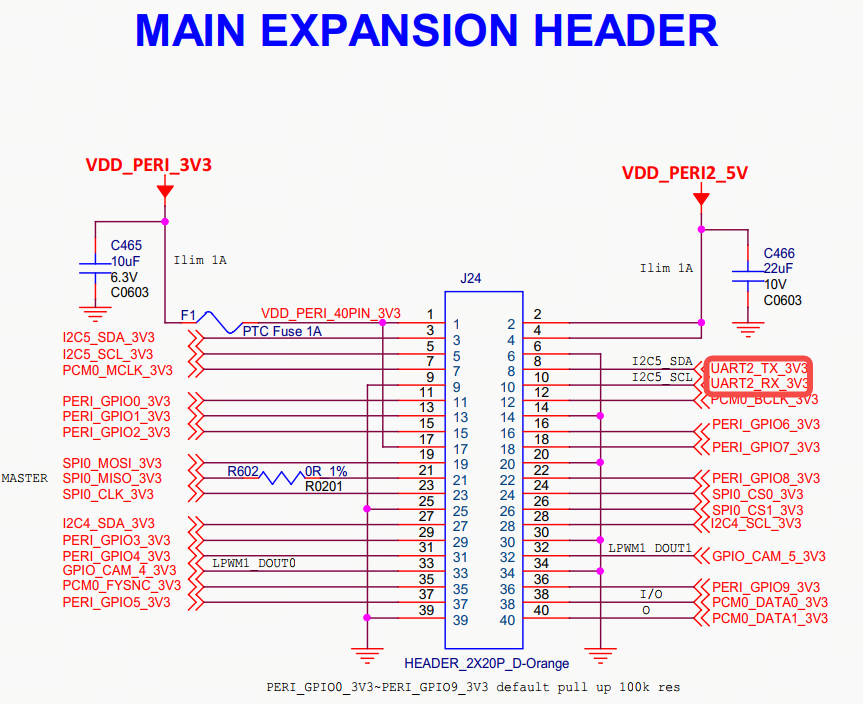 MAIN EXPANSION HEADER
VDD_PERI_3V3
VDD_PERI2_5V
C465
10uF
6.3V
C0603
Ilim 1A
Ilim 1A
C466
22uF
10V
C0603
J24
F1
PTC Fuse 1A
VDD_PERI_40PIN_3V3
1 1 2 2
I2C5_SDA_3V3 3 3 4 4
I2C5_SCL_3V3 5 5 6 6
PCM0_MCLK_3V3 7 7 8 8 I2C5_SDA UART2_TX_3V3
9 9 10 10 I2C5_SCL UART2_RX_3V3
PERI_GPIO0_3V3 11 11 12 12 PCM0_BCLK_3V3
PERI_GPIO1_3V3 13 13 14 14
PERI_GPIO2_3V3 15 15 16 16 PERI_GPIO6_3V3
17 17 18 18 PERI_GPIO7_3V3
SPI0_MOSI_3V3 19 19 20 20
MASTER SPI0_MISO_3V3 R602 0R_1% R0201 21 21 22 22 PERI_GPIO8_3V3
SPI0_CLK_3V3 23 23 24 24 SPI0_CS0_3V3
25 25 26 26 SPI0_CS1_3V3
I2C4_SDA_3V3 27 27 28 28 I2C4_SCL_3V3
PERI_GPIO3_3V3 29 29 30 30
PERI_GPIO4_3V3 31 31 32 32 LPWM1_DOUT1 GPIO_CAM_5_3V3
GPIO_CAM_4_3V3 LPWM1_DOUT0 33 33 34 34
PCM0_FYSNC_3V3 35 35 36 36 PERI_GPIO9_3V3
PERI_GPIO5_3V3 37 37 38 38 I/O PCM0_DATA0_3V3
39 39 40 40 O PCM0_DATA1_3V3
HEADER_2X20P_D-Orange
PERI_GPIO0_3V3~PERI_GPIO9_3V3 default pull up 100k res